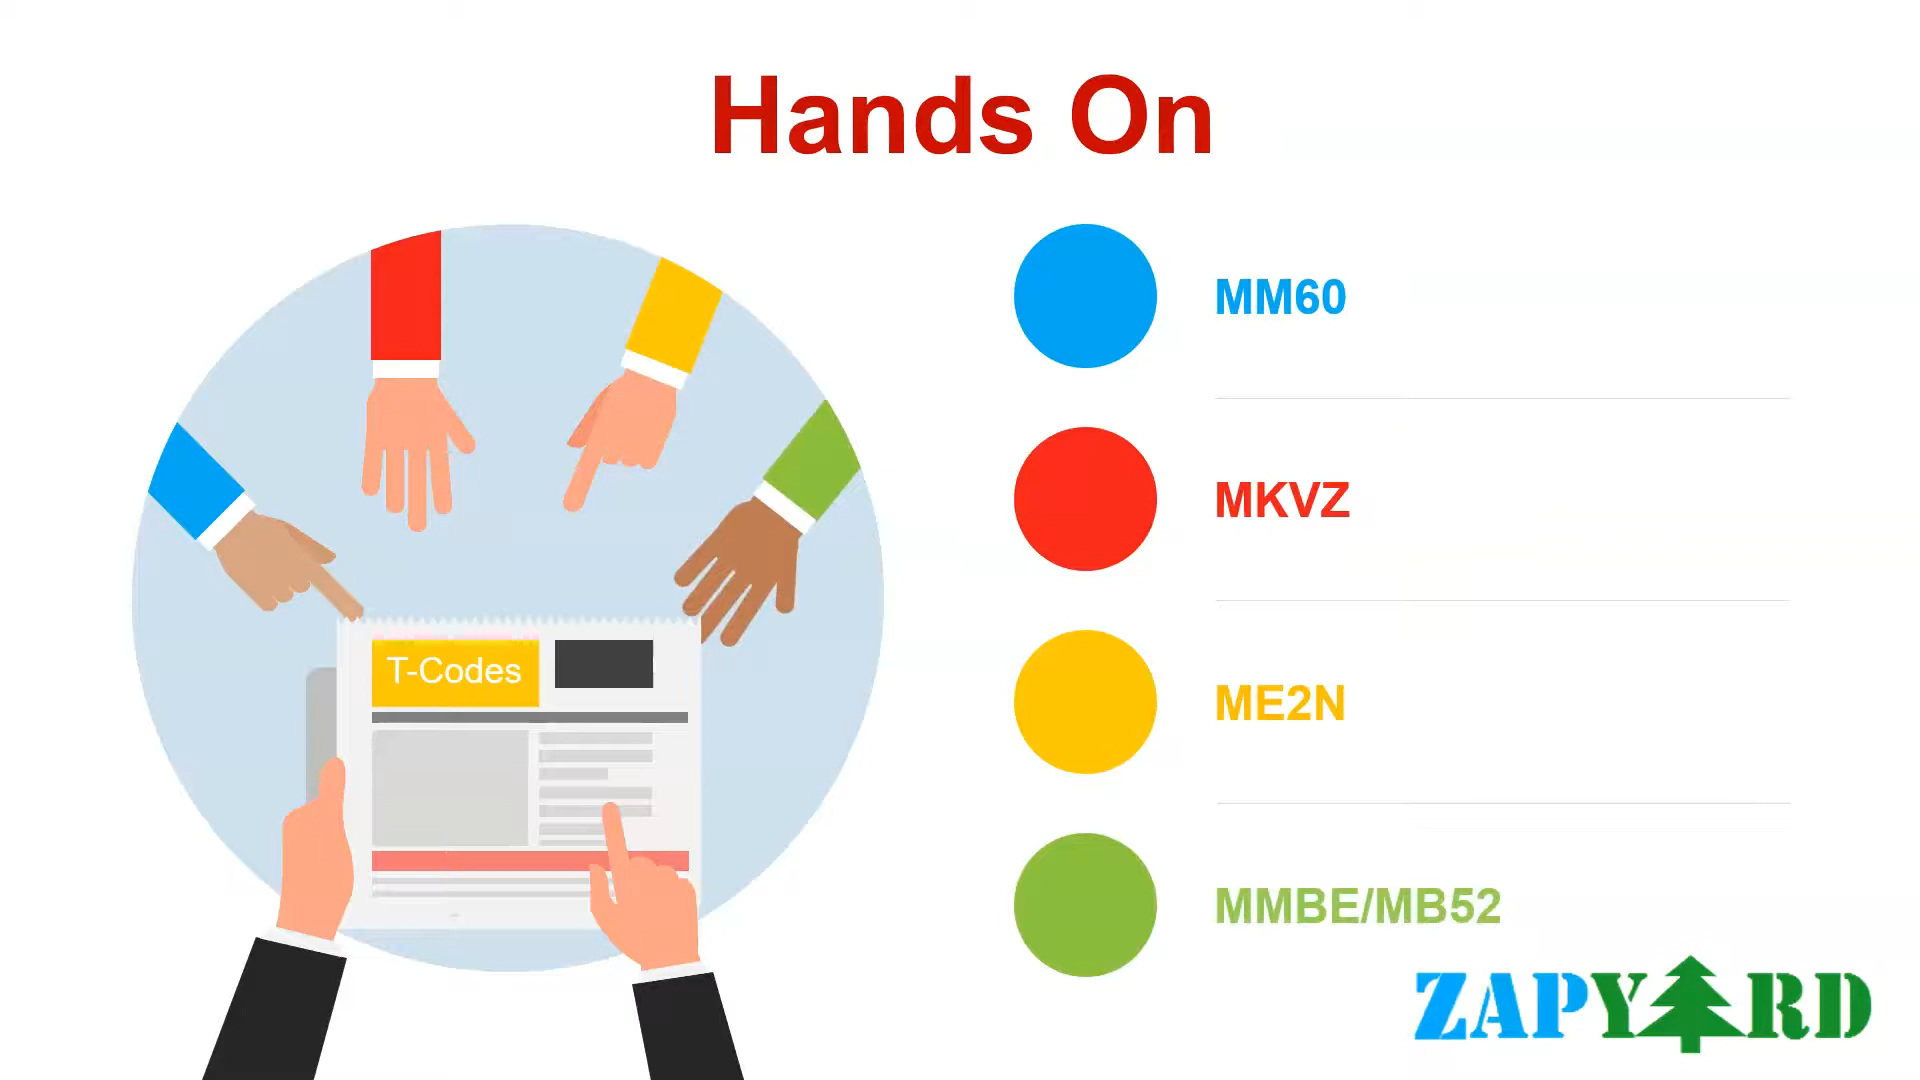 Hands On
T-Codes
MM60
MKVZ
ME2N
MMBE/MB52
ZAPYARD